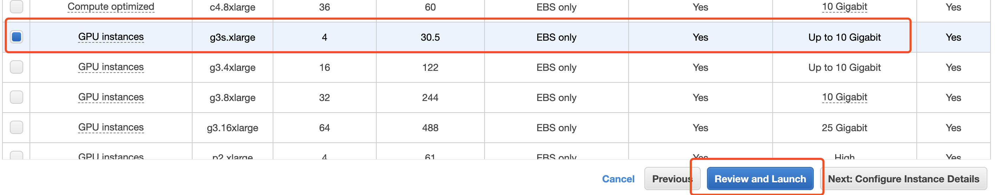 Compute optimized c4.8xlarge 36 60 EBS only Yes 10 Gigabit Yes
GPU instances g3s.xlarge 4 30.5 EBS only Yes Up to 10 Gigabit Yes
GPU instances g3.4xlarge 16 122 EBS only Yes Up to 10 Gigabit Yes
GPU instances g3.8xlarge 32 244 EBS only Yes 10 Gigabit Yes
GPU instances g3.16xlarge 64 488 EBS only Yes 25 Gigabit Yes
GPU instances p2.xlarge 4 61 EBS only Yes High Yes
Cancel Previous Review and Launch Next: Configure Instance Details